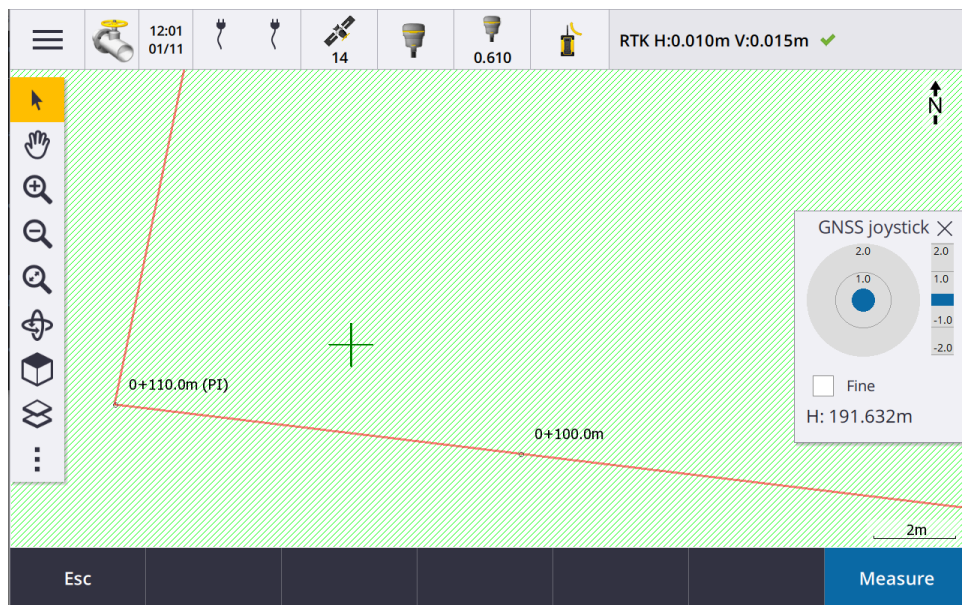 12:01
01/11
14
0.610
RTK H:0.010m V:0.015m
N
GNSS joystick
2.0
1.0
2.0
1.0
-1.0
-2.0
Fine
H: 191.632m
0+110.0m (PI)
0+100.0m
2m
Esc
Measure